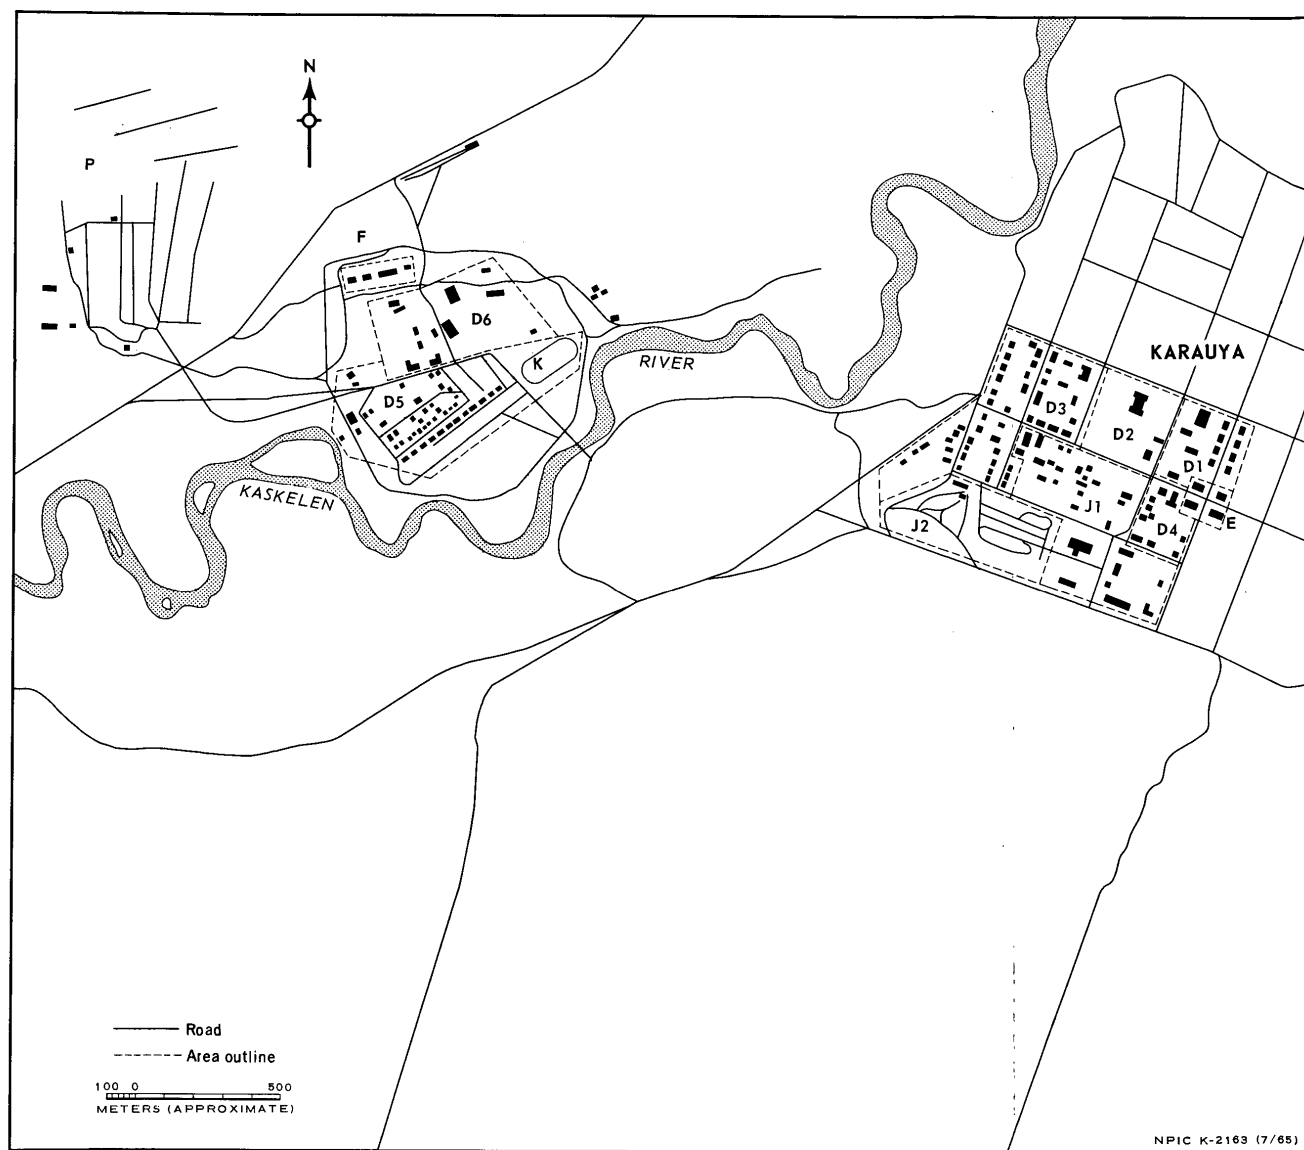 N
P
F
D6
K
D5
RIVER
KASKELEN
KARAUYA
D3
D2
D1
J1
D4
E
J2
Road
Area outline
100 0 500
METERS (APPROXIMATE)
NPIC K-2163 (7/65)